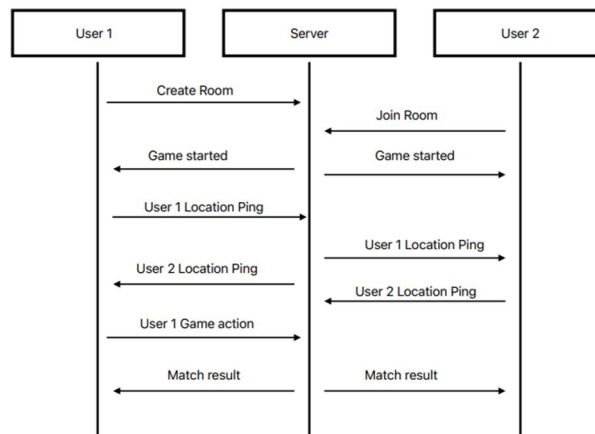 User 1
Server
User 2
Create Room
Join Room
Game started
Game started
User 1 Location Ping
User 1 Location Ping
User 2 Location Ping
User 2 Location Ping
User 1 Game action
Match result
Match result